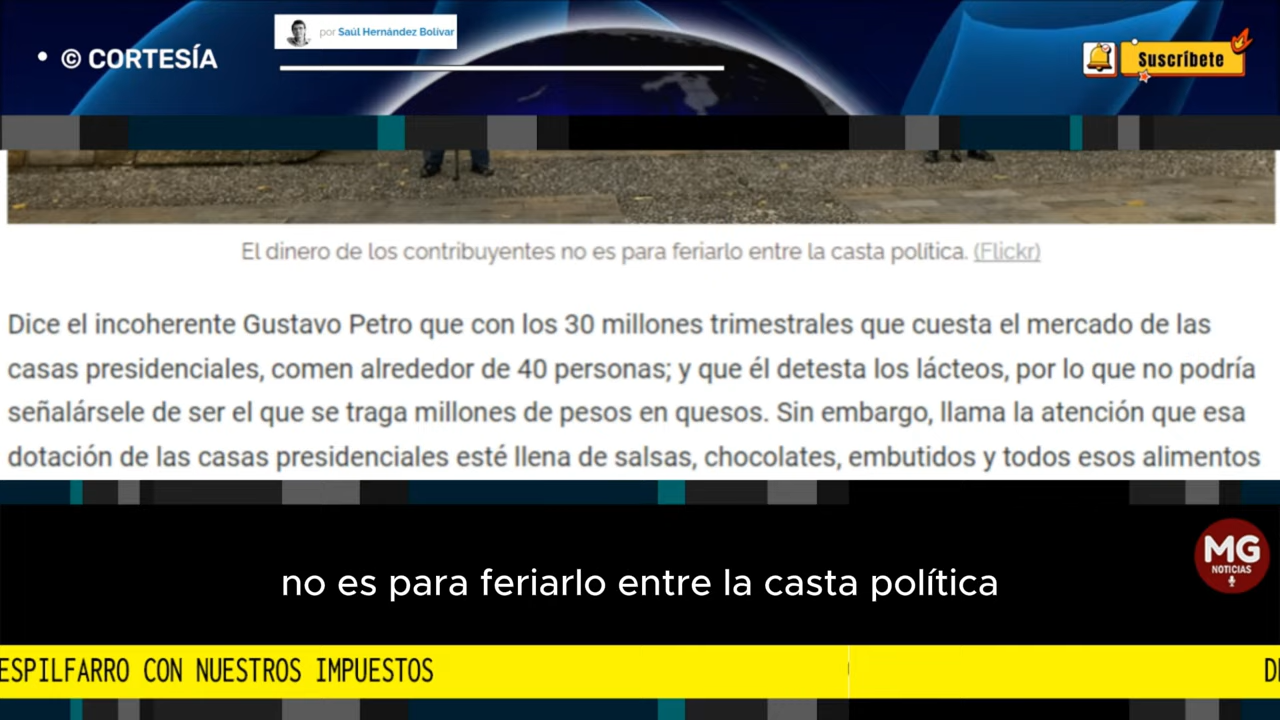 por Saúl Hernández Bolívar
• © CORTESÍA
Suscríbete
El dinero de los contribuyentes no es para feriarlo entre la casta política. (Flickr)
Dice el incoherente Gustavo Petro que con los 30 millones trimestrales que cuesta el mercado de las
casas presidenciales, comen alrededor de 40 personas; y que él detesta los lácteos, por lo que no podría
señalársele de ser el que se traga millones de pesos en quesos. Sin embargo, llama la atención que esa
dotación de las casas presidenciales esté llena de salsas, chocolates, embutidos y todos esos alimentos
MG
NOTICIAS
no es para feriarlo entre la casta política
ESPILFARRO CON NUESTROS IMPUESTOS